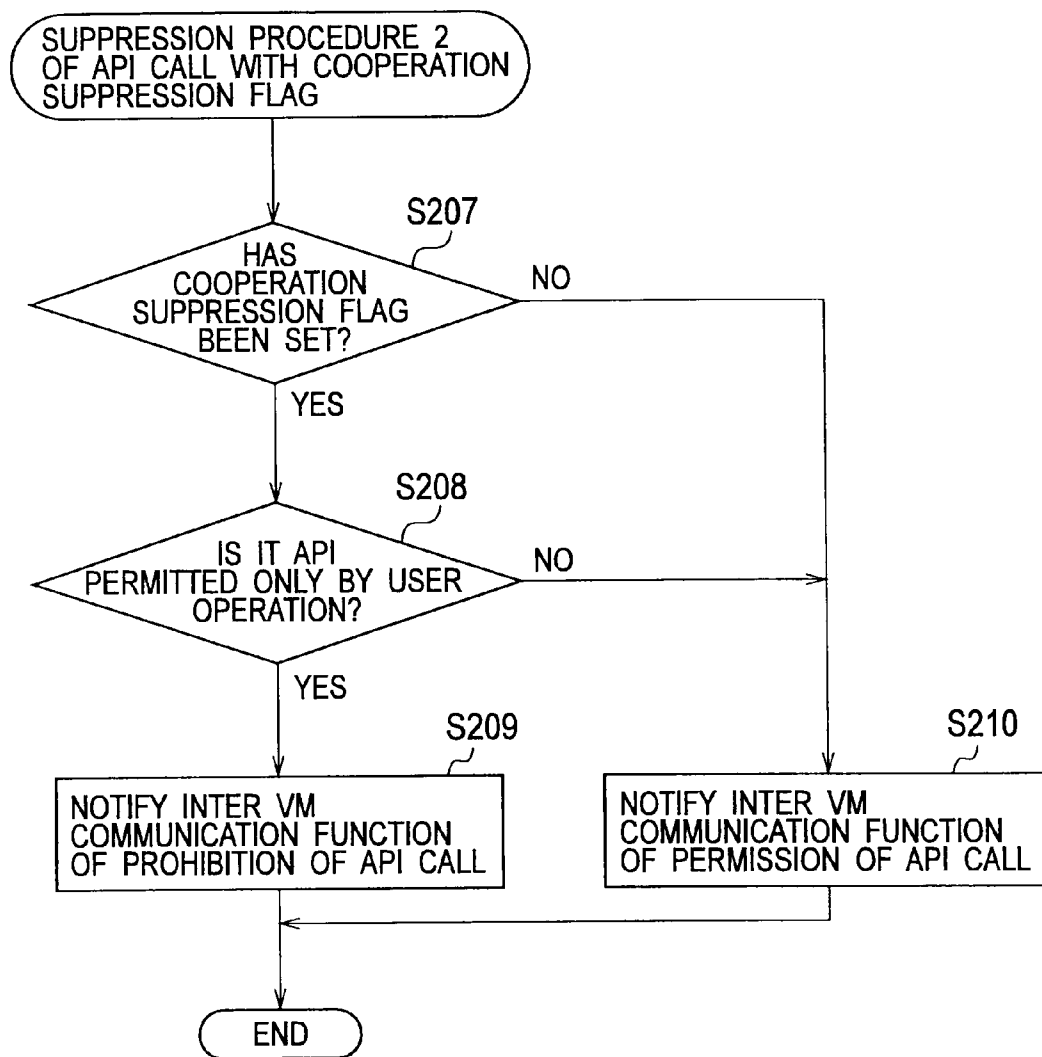 SUPPRESSION PROCEDURE 2
OF API CALL WITH COOPERATION
SUPPRESSION FLAG
S207
HAS
COOPERATION
SUPPRESSION FLAG
BEEN SET?
NO
YES
S208
IS IT API
PERMITTED ONLY BY USER
OPERATION?
NO
YES
S209
NOTIFY INTER VM
COMMUNICATION FUNCTION
OF PROHIBITION OF API CALL
S210
NOTIFY INTER VM
COMMUNICATION FUNCTION
OF PERMISSION OF API CALL
END